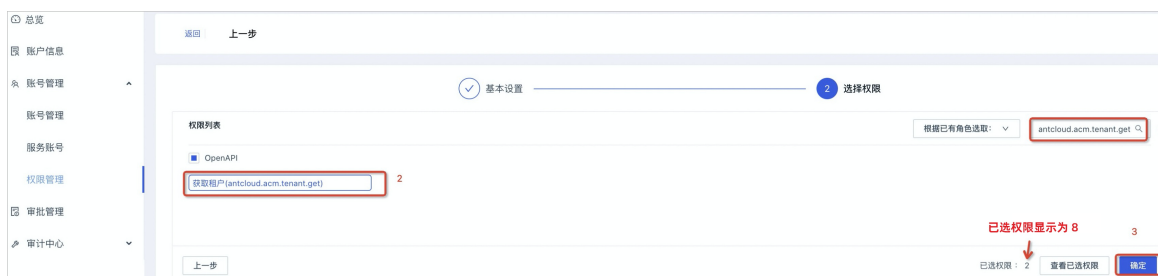 总览
返回 上一步
账户信息
账号管理
基本设置
2 选择权限
账号管理
权限列表
根据已有角色选取:
antcloud.acm.tenant.get
服务账号
OpenAPI
权限管理
获取租户(antcloud.acm.tenant.get)
2
审批管理
已选权限显示为 8
3
审计中心
上一步
已选权限: 2
查看已选权限
确定